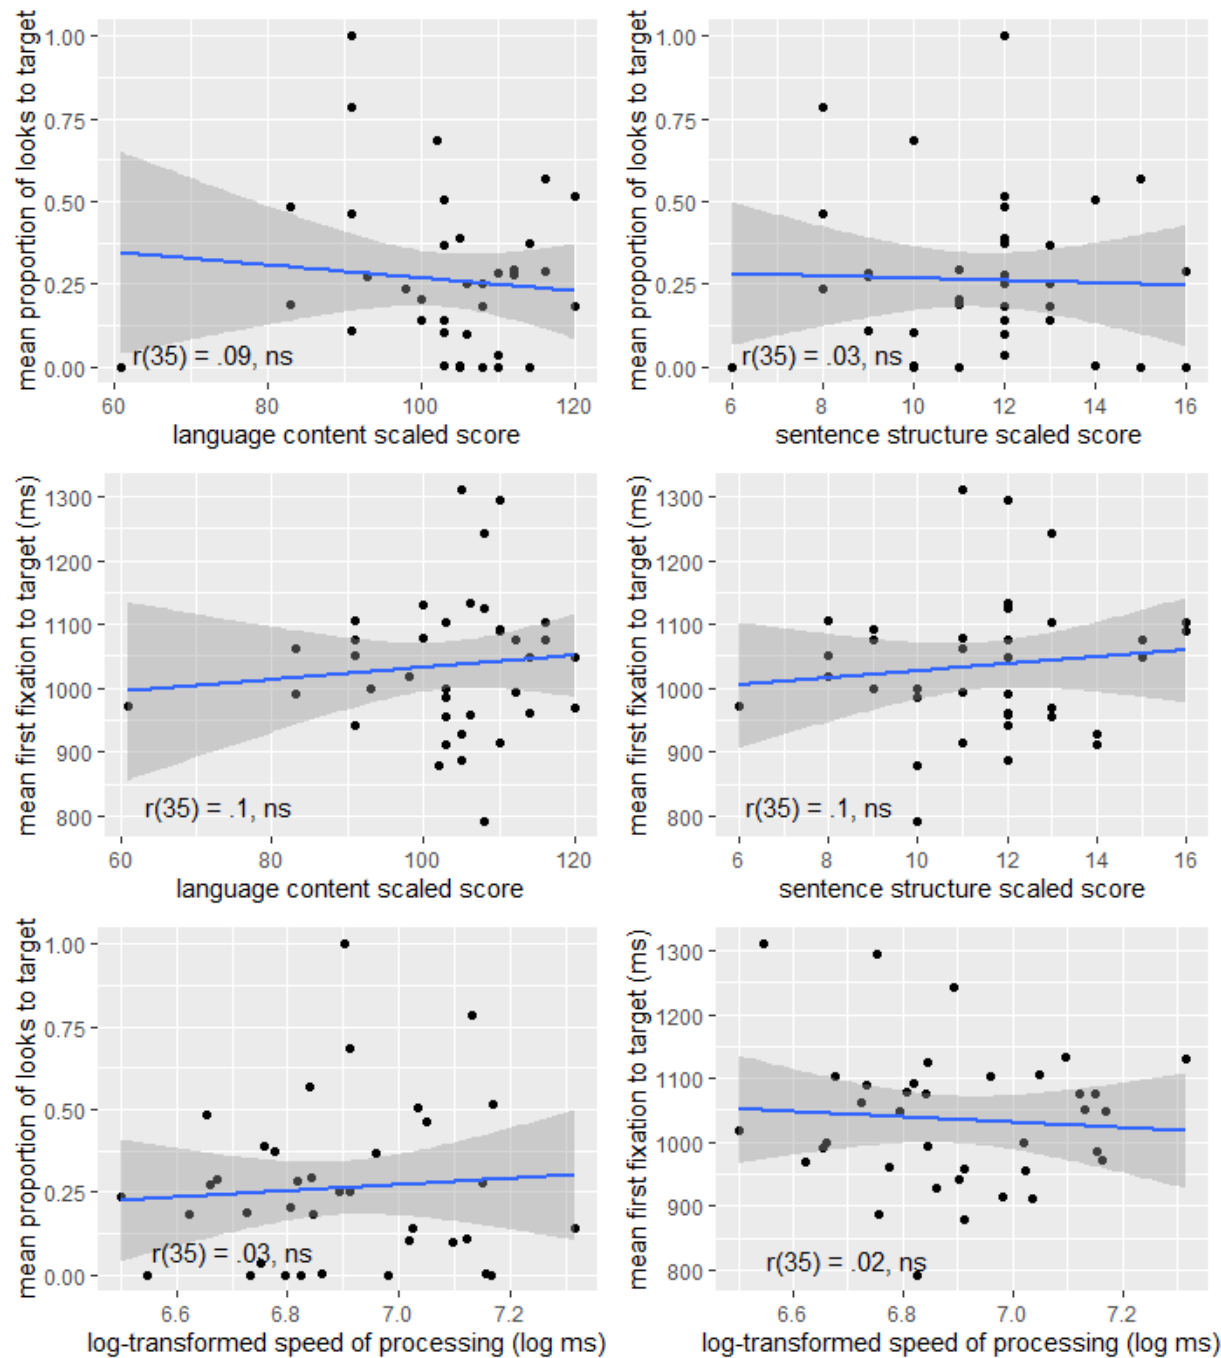 mean proportion of looks to target
1.00
0.75
0.50
0.25
0.00
r(35) = .09, ns
60 80 100 120
language content scaled score
mean proportion of looks to target
1.00
0.75
0.50
0.25
0.00
r(35) = .03, ns
6 8 10 12 14 16
sentence structure scaled score
mean first fixation to target (ms)
1300
1200
1100
1000
900
800
r(35) = .1, ns
60 80 100 120
language content scaled score
mean first fixation to target (ms)
1300
1200
1100
1000
900
800
r(35) = .1, ns
6 8 10 12 14 16
sentence structure scaled score
mean proportion of looks to target
1.00
0.75
0.50
0.25
0.00
r(35) = .03, ns
6.6 6.8 7.0 7.2
log-transformed speed of processing (log ms)
mean first fixation to target (ms)
1300
1200
1100
1000
900
800
r(35) = .02, ns
6.6 6.8 7.0 7.2
log-transformed speed of processing (log ms)